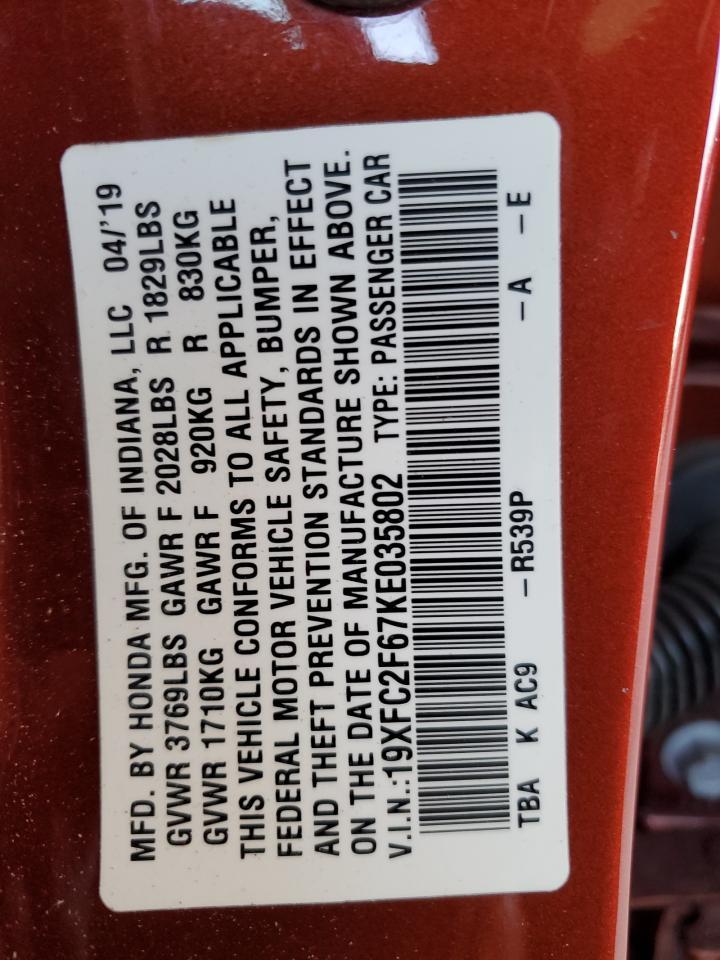 MFD. BY HONDA MFG. OF INDIANA, LLC 04/'19
GVWR 3769LBS GAWR F 2028LBS R 1829LBS
GVWR 1710KG GAWR F 920KG R 830KG
THIS VEHICLE CONFORMS TO ALL APPLICABLE
FEDERAL MOTOR VEHICLE SAFETY, BUMPER,
AND THEFT PREVENTION STANDARDS IN EFFECT
ON THE DATE OF MANUFACTURE SHOWN ABOVE.
V.I.N.:19XFC2F67KE035802 TYPE: PASSENGER CAR
TBA K AC9 -R539P -A -E